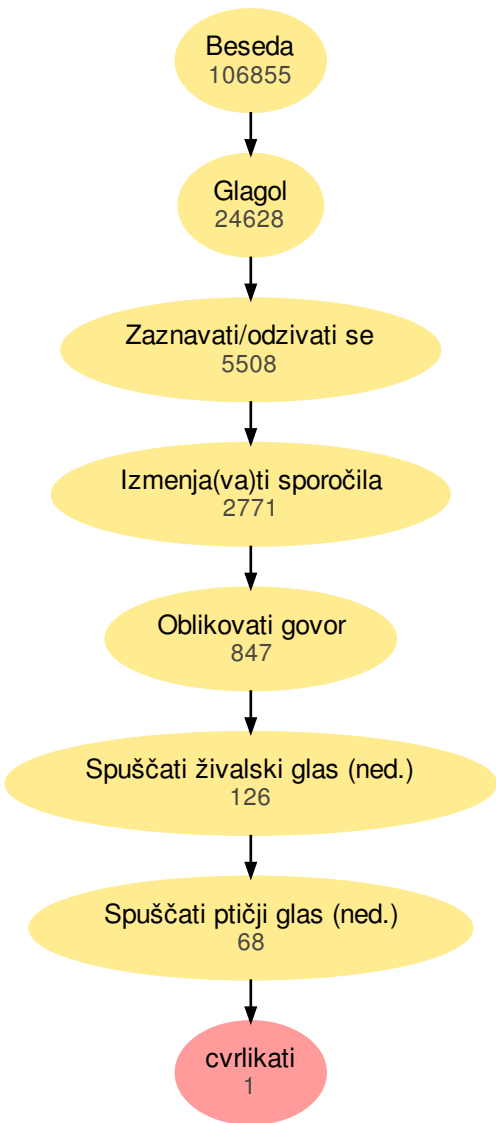 Beseda
106855
Glagol
24628
Zaznavati/odzivati se
5508
Izmenja(va)ti sporočila
2771
Oblikovati govor
847
Spuščati živalski glas (ned.)
126
Spuščati ptičji glas (ned.)
68
cvrlikati
1